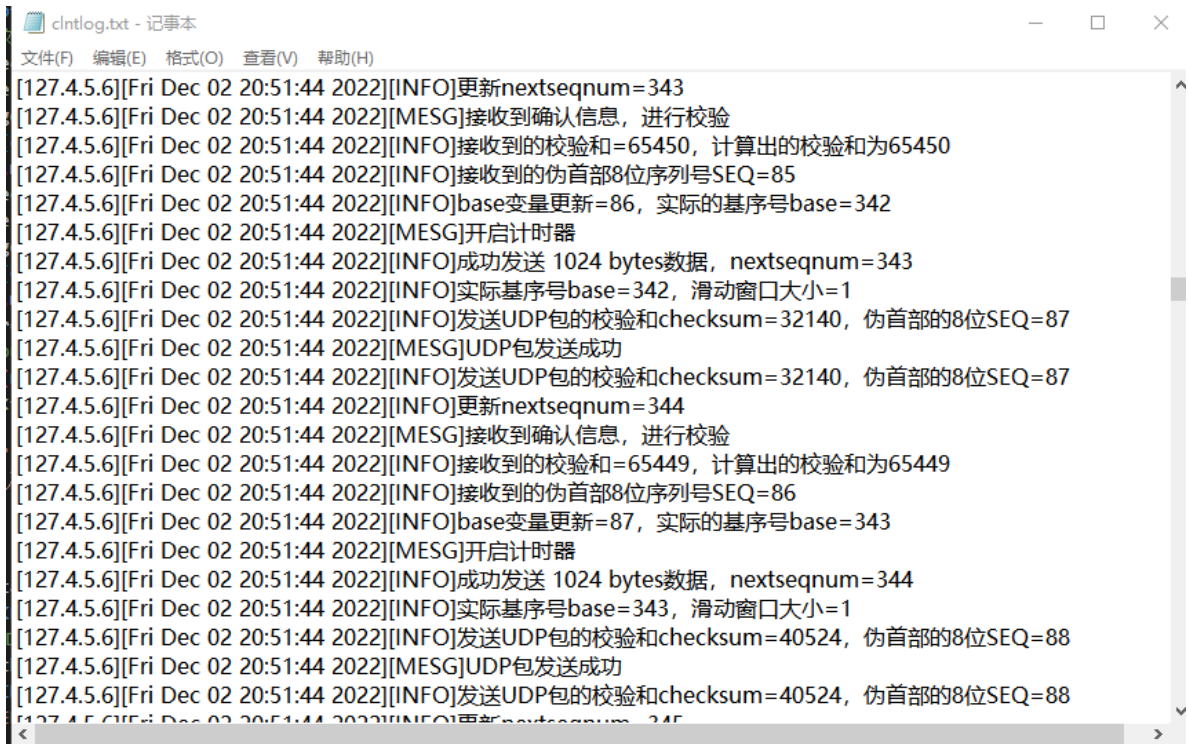 clntlog.txt - 记事本
文件(F) 编辑(E) 格式(O) 查看(V) 帮助(H)
[127.4.5.6][Fri Dec 02 20:51:44 2022][INFO]更新nextseqnum=343
[127.4.5.6][Fri Dec 02 20:51:44 2022][MESG]接收到确认信息，进行校验
[127.4.5.6][Fri Dec 02 20:51:44 2022][INFO]接收到的校验和=65450，计算出的校验和为65450
[127.4.5.6][Fri Dec 02 20:51:44 2022][INFO]接收到的伪首部8位序列号SEQ=85
[127.4.5.6][Fri Dec 02 20:51:44 2022][INFO]base变量更新=86，实际的基序号base=342
[127.4.5.6][Fri Dec 02 20:51:44 2022][MESG]开启计时器
[127.4.5.6][Fri Dec 02 20:51:44 2022][INFO]成功发送 1024 bytes数据，nextseqnum=343
[127.4.5.6][Fri Dec 02 20:51:44 2022][INFO]实际基序号base=342，滑动窗口大小=1
[127.4.5.6][Fri Dec 02 20:51:44 2022][INFO]发送UDP包的校验和checksum=32140，伪首部的8位SEQ=87
[127.4.5.6][Fri Dec 02 20:51:44 2022][MESG]UDP包发送成功
[127.4.5.6][Fri Dec 02 20:51:44 2022][INFO]发送UDP包的校验和checksum=32140，伪首部的8位SEQ=87
[127.4.5.6][Fri Dec 02 20:51:44 2022][INFO]更新nextseqnum=344
[127.4.5.6][Fri Dec 02 20:51:44 2022][MESG]接收到确认信息，进行校验
[127.4.5.6][Fri Dec 02 20:51:44 2022][INFO]接收到的校验和=65449，计算出的校验和为65449
[127.4.5.6][Fri Dec 02 20:51:44 2022][INFO]接收到的伪首部8位序列号SEQ=86
[127.4.5.6][Fri Dec 02 20:51:44 2022][INFO]base变量更新=87，实际的基序号base=343
[127.4.5.6][Fri Dec 02 20:51:44 2022][MESG]开启计时器
[127.4.5.6][Fri Dec 02 20:51:44 2022][INFO]成功发送 1024 bytes数据，nextseqnum=344
[127.4.5.6][Fri Dec 02 20:51:44 2022][INFO]实际基序号base=343，滑动窗口大小=1
[127.4.5.6][Fri Dec 02 20:51:44 2022][INFO]发送UDP包的校验和checksum=40524，伪首部的8位SEQ=88
[127.4.5.6][Fri Dec 02 20:51:44 2022][MESG]UDP包发送成功
[127.4.5.6][Fri Dec 02 20:51:44 2022][INFO]发送UDP包的校验和checksum=40524，伪首部的8位SEQ=88
[127.4.5.6][Fri Dec 02 20:51:44 2022][INFO]更新nextseqnum=345